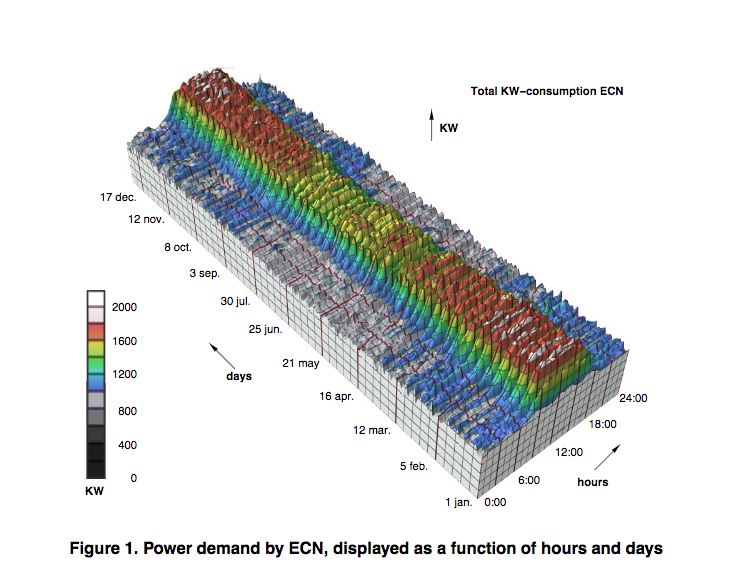 Total KW–consumption ECN
KW
17 dec.
12 nov.
8 oct.
3 sep.
30 jul.
25 jun.
21 may
16 apr.
12 mar.
5 feb.
1 jan.
0:00
6:00
12:00
18:00
24:00
hours
days
2000
1600
1200
800
400
0
KW
Figure 1. Power demand by ECN, displayed as a function of hours and days